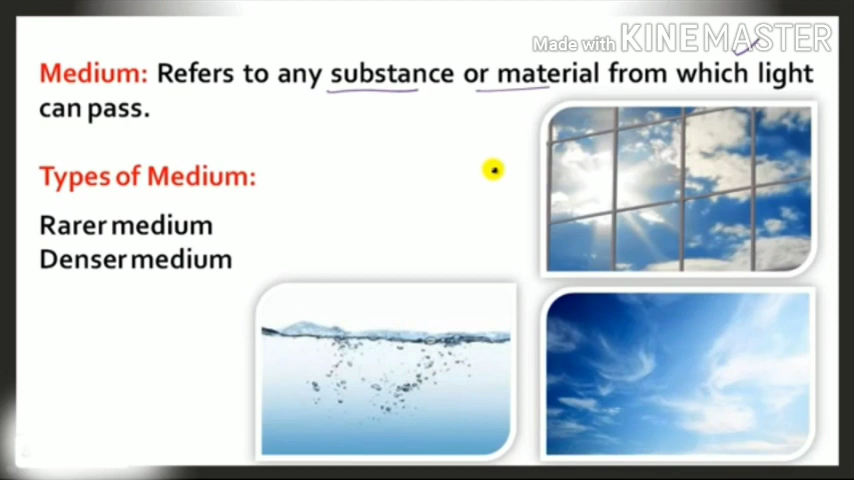 Made with KINEMASTER
Medium: Refers to any substance or material from which light
can pass.
Types of Medium:
Rarer medium
Denser medium